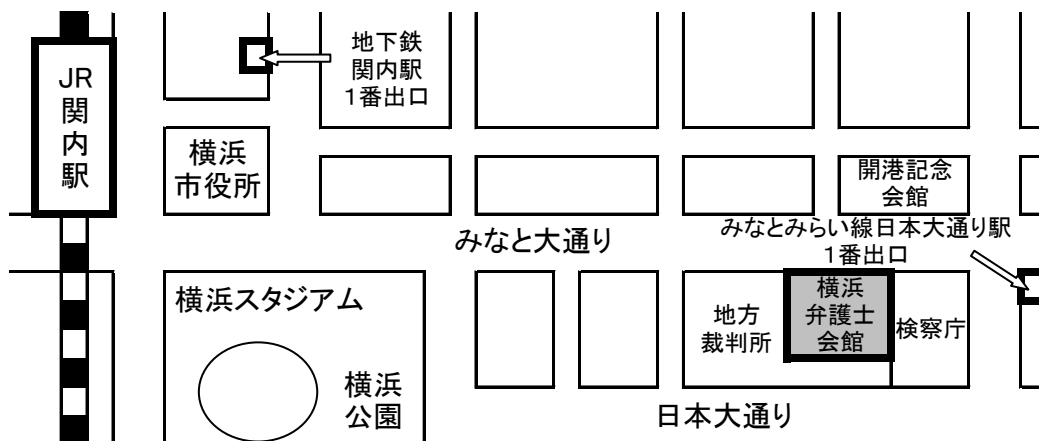 JR
関
内
駅
地下鉄
関内駅
1番出口
横浜
市役所
開港記念
会館
みなと大通り
みなとみらい線日本大通り駅
1番出口
横浜スタジアム
横浜
公園
地方
裁判所
横浜
弁護士
会館
検察庁
日本大通り